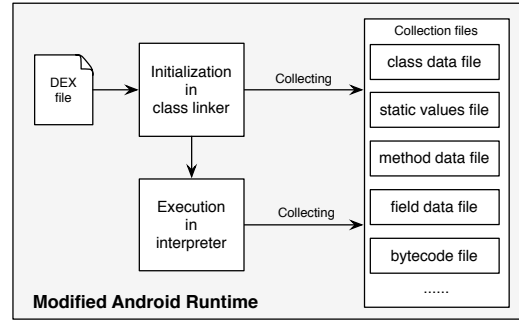 DEX
file
Initialization
in
class linker
Collecting
Execution
in
interpreter
Collecting
Collection files
class data file
static values file
method data file
field data file
bytecode file
......
Modified Android Runtime